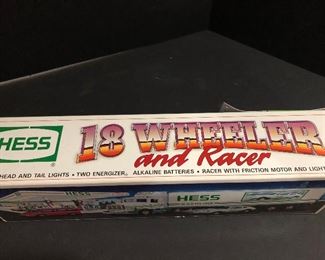 HESS
18 WHEELER
and Racer
HEAD AND TAIL LIGHTS • TWO ENERGIZER® ALKALINE BATTERIES • RACER WITH FRICTION MOTOR AND LIGHT
HESS
HESS